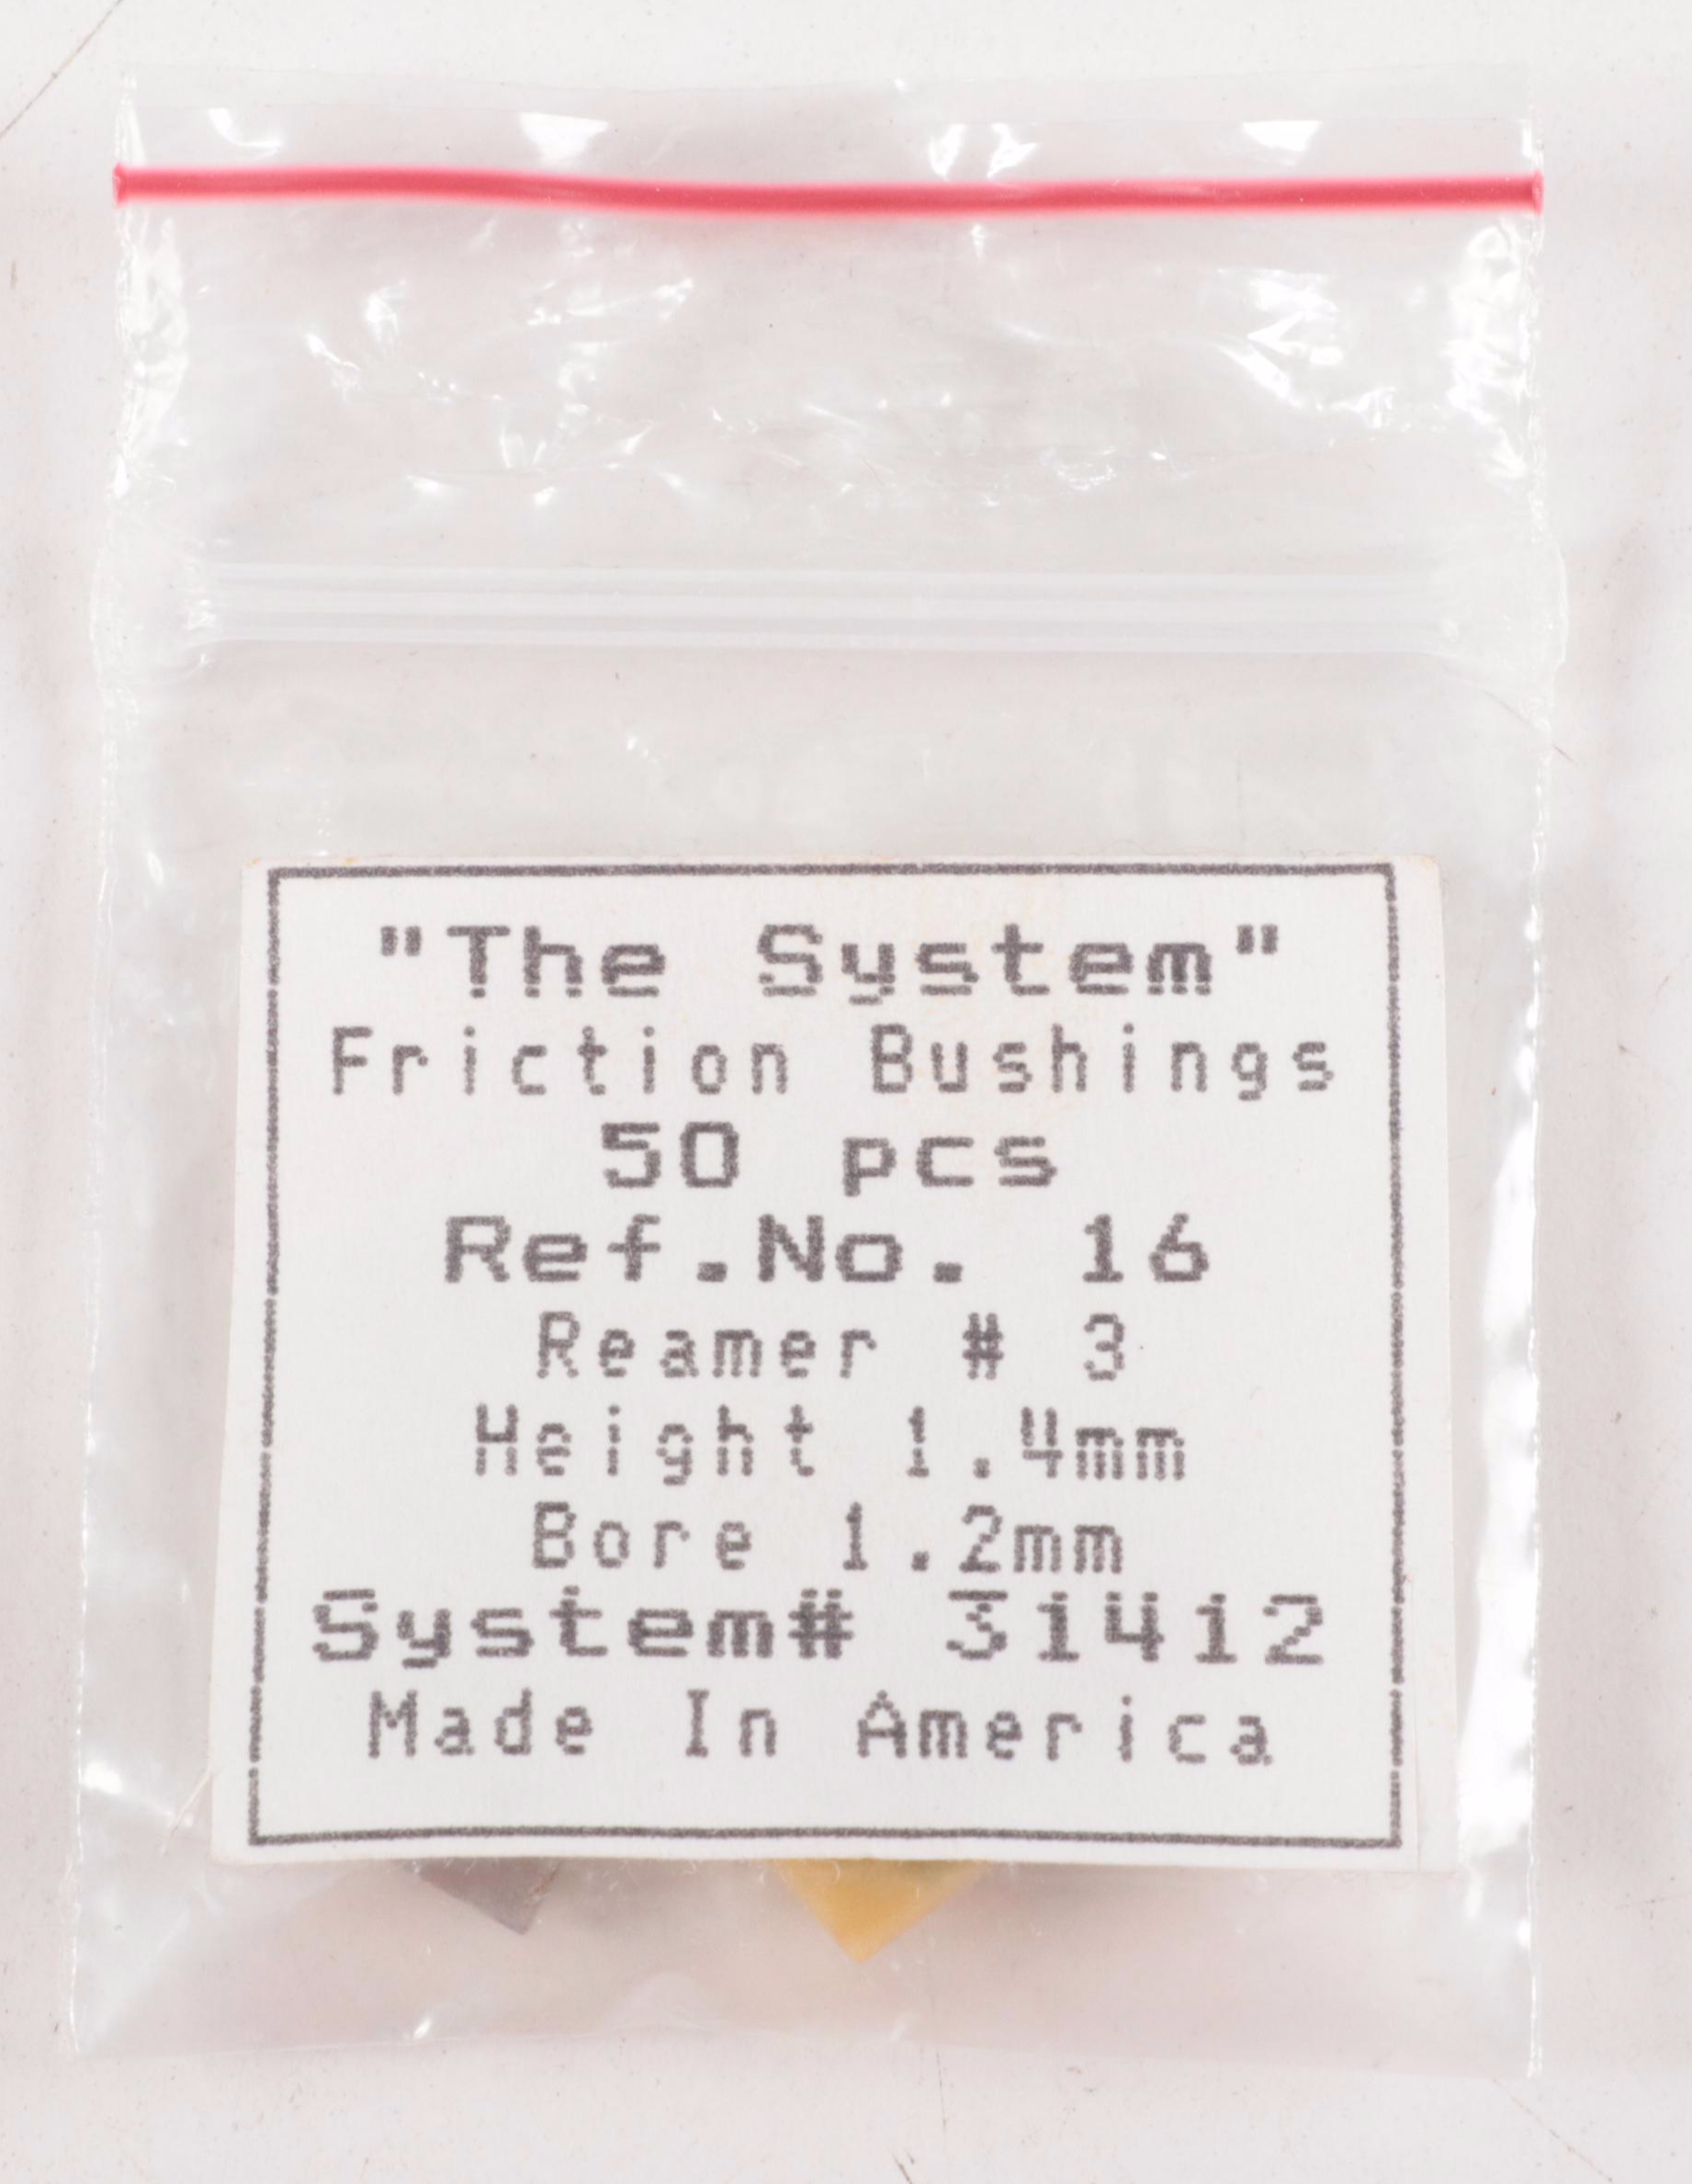 "The System"
Friction Bushings
50 pcs
Ref.No. 16
Reamer # 3
Height 1.4mm
Bore 1.2mm
System# 31412
Made In America